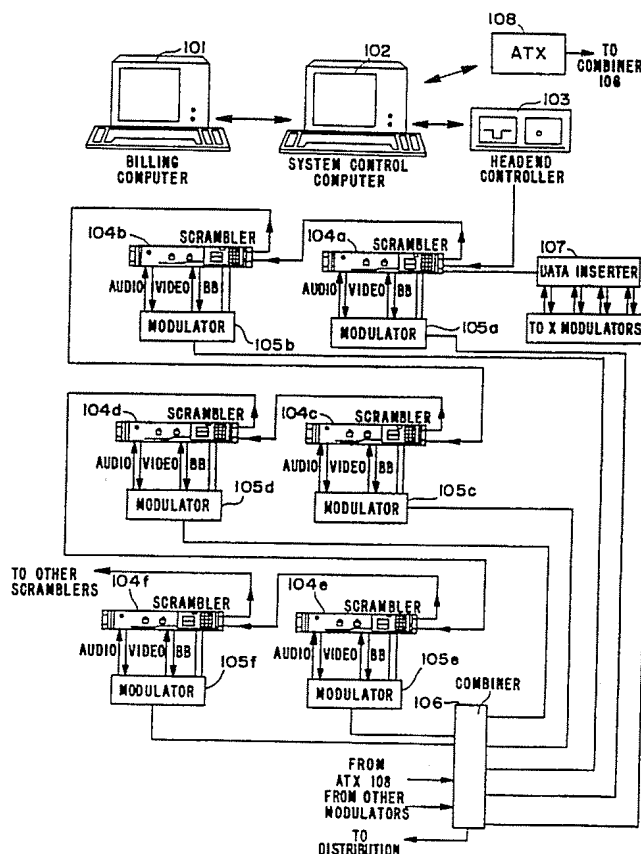 108
ATX
TO
COMBINER
106
101
102
103
BILLING
COMPUTER
SYSTEM CONTROL
COMPUTER
HEADEND
CONTROLLER
104b
SCRAMBLER
104a
SCRAMBLER
107
DATA INSERTER
AUDIO
VIDEO
BB
AUDIO
VIDEO
BB
MODULATOR
105b
MODULATOR
105a
TO X MODULATORS
104d
SCRAMBLER
104c
SCRAMBLER
AUDIO
VIDEO
BB
AUDIO
VIDEO
BB
MODULATOR
105d
MODULATOR
105c
TO OTHER
SCRAMBLERS
104f
SCRAMBLER
104e
SCRAMBLER
AUDIO
VIDEO
BB
AUDIO
VIDEO
BB
MODULATOR
105f
MODULATOR
105e
106
COMBINER
FROM
ATX 108
FROM OTHER
MODULATORS
TO
DISTRIBUTION